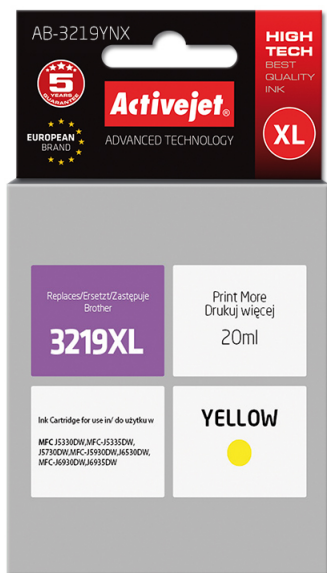 AB-3219YNX
HIGH
TECH
BEST
QUALITY
INK
5
YEARS
GUARANTEE
Activejet®
EUROPEAN
BRAND
ADVANCED TECHNOLOGY
XL
Replaces/Ersetzt/Zastępuje
Brother
3219XL
Print More
Drukuj więcej
20ml
Ink Cartridge for use in/ do użytku w
MFC J5330DW,MFC-J5335DW,
J5730DW,MFC-J5930DW,J6530DW,
MFC-J6930DW,J6935DW
YELLOW